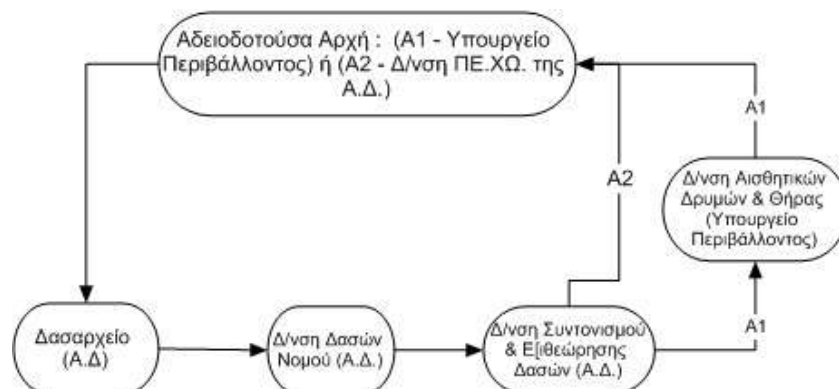 Αδειοδοτούσα Αρχή : (Α1 - Υπουργείο
Περιβάλλοντος) ή (Α2 - Δ/νση ΠΕ.ΧΩ. της
Α.Δ.)
Α1
Α2
Δ/νση Αισθητικών
Δρυμών & Θήρας
(Υπουργείο
Περιβάλλοντος)
Α1
Δασαρχείο
(Α.Δ)
Δ/νση Δασών
Νομού (Α.Δ.)
Δ/νση Συντονισμού
& Εξιθεώρησης
Δασών (Α.Δ.)